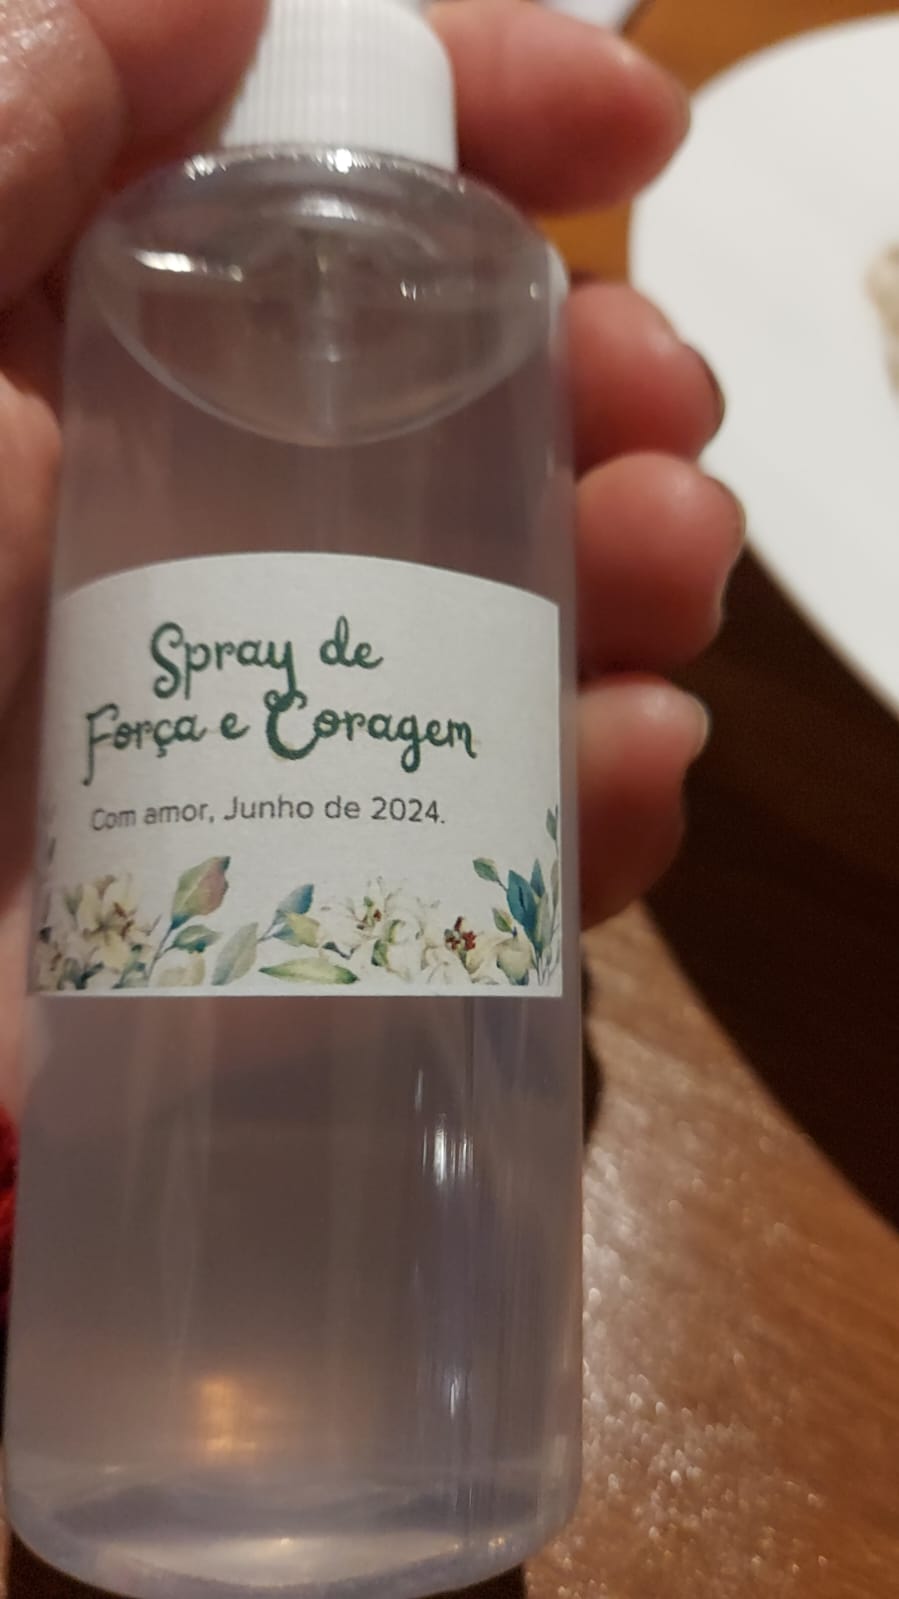 Spray de
Força e Coragem
Com amor, Junho de 2024.